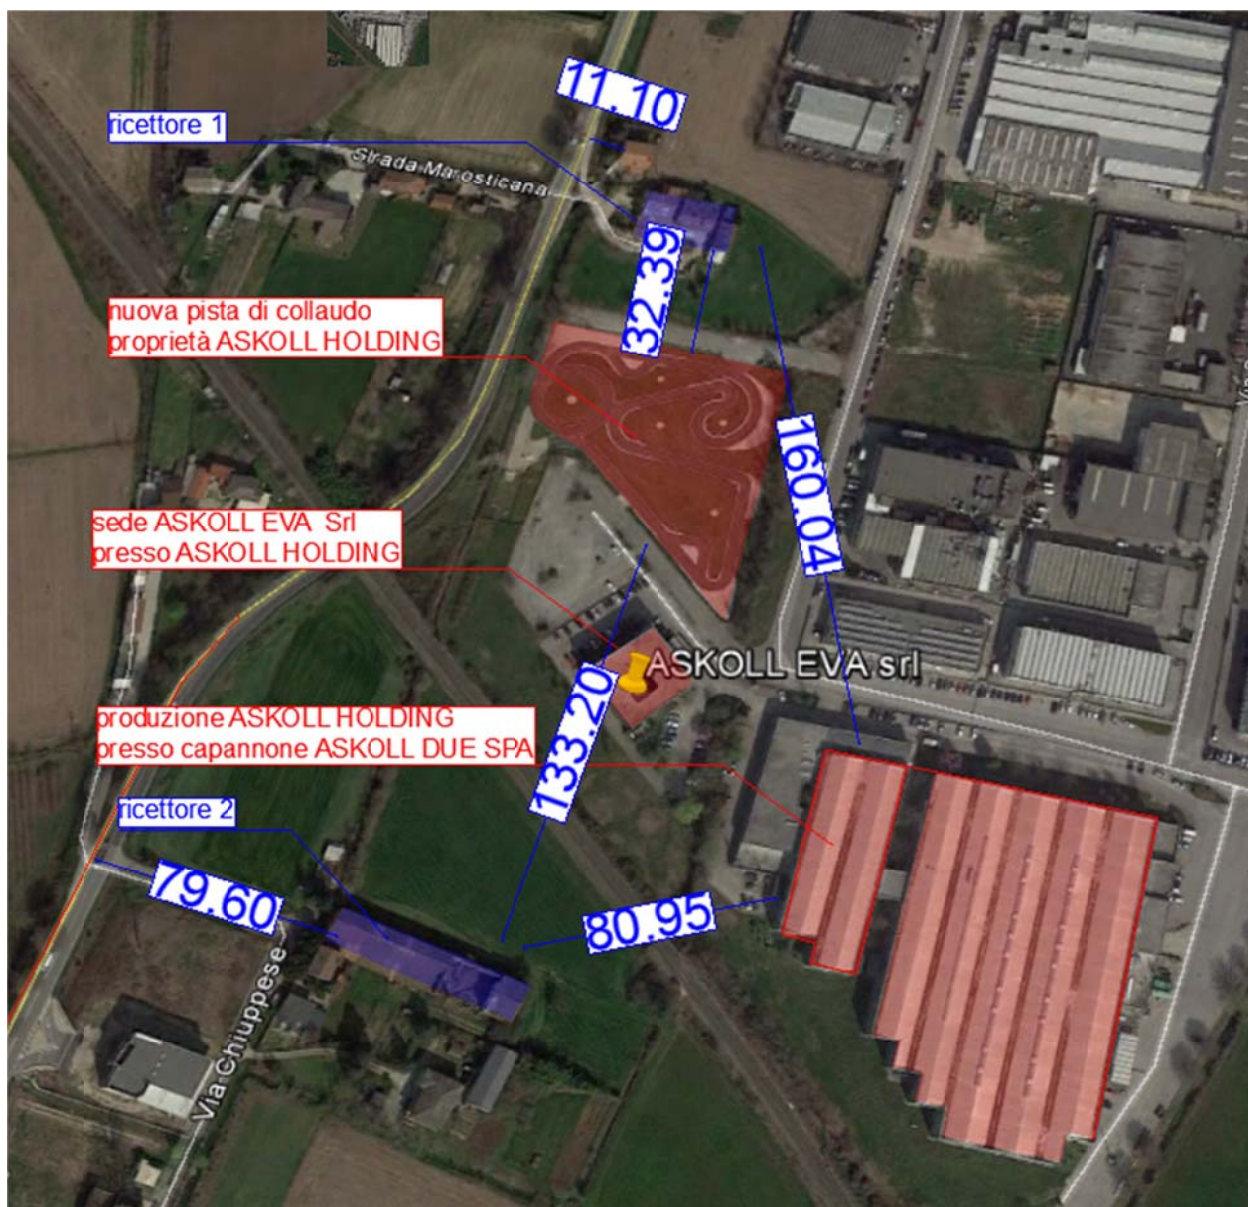 11.10
ricettore 1
Strada Marosticana
32.39
nuova pista di collaudo
proprietà ASKOLL HOLDING
160.04
sede ASKOLL EVA Srl
presso ASKOLL HOLDING
ASKOLL EVA srl
produzione ASKOLL HOLDING
presso capannone ASKOLL DUE SPA
133.20
ricettore 2
79.60
80.95
Via Chiuppese